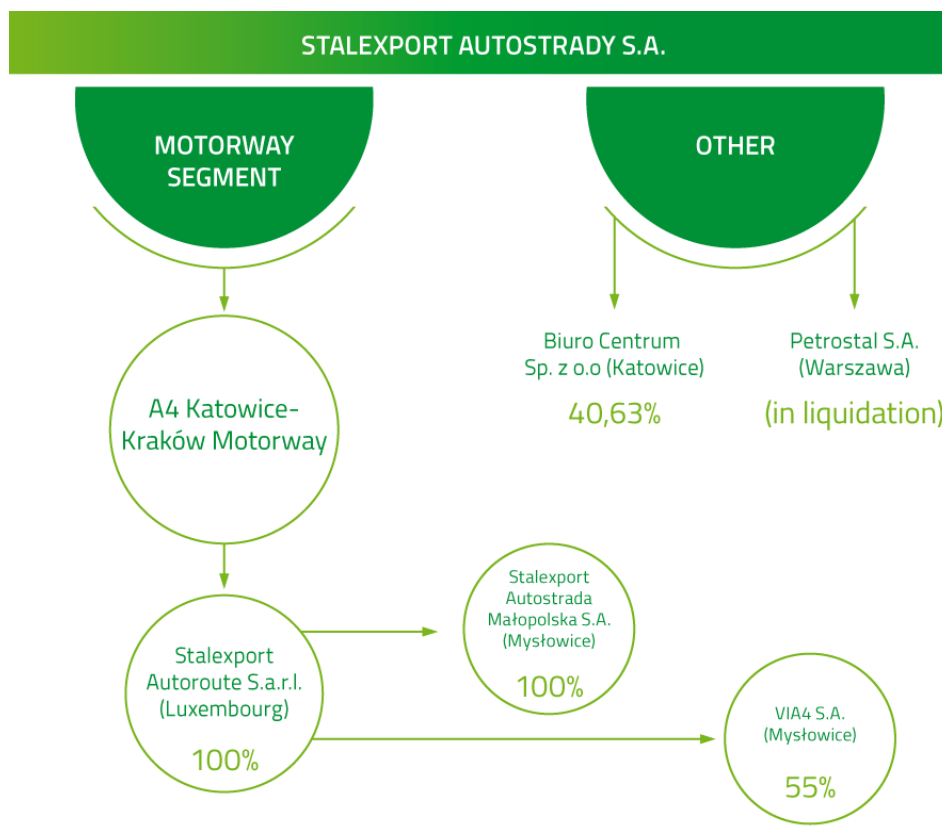 STALEXPORT AUTOSTRADY S.A.
MOTORWAY
SEGMENT
OTHER
Biuro Centrum
Sp. z o.o (Katowice)
40,63%
Petrostal S.A.
(Warszawa)
(in liquidation)
A4 Katowice-
Kraków Motorway
Stalexport
Autostrada
Małopolska S.A.
(Mysłowice)
100%
Stalexport
Autoroute S.a.r.l.
(Luxembourg)
100%
VIA4 S.A.
(Mysłowice)
55%